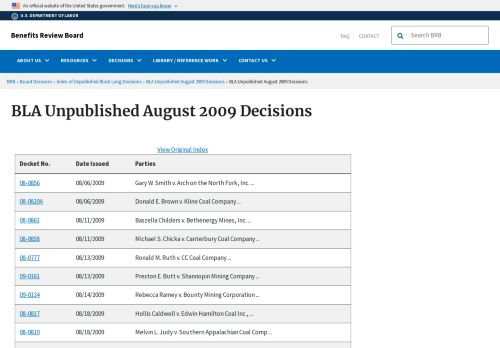 An official website of the United States government. Here's how you know
U.S. DEPARTMENT OF LABOR
Benefits Review Board
FAQ CONTACT
Search BRB
ABOUT US RESOURCES DECISIONS LIBRARY / REFERENCE WORK CONTACT US
BRB › Board Decisions › Index of Unpublished Black Lung Decisions › BLA Unpublished August 2009 Decisions › BLA Unpublished August 2009 Decisions
BLA Unpublished August 2009 Decisions
View Original Index
Docket No. Date Issued Parties
08-0856 08/06/2009 Gary W. Smith v. Arch on the North Fork, Inc. ...
08-0820A 08/06/2009 Donald E. Brown v. Kline Coal Company ...
08-0861 08/11/2009 Baszella Childers v. Bethenergy Mines, Inc. ...
08-0858 08/11/2009 Michael S. Chicka v. Canterbury Coal Company ...
08-0777 08/13/2009 Ronald M. Ruth v. CC Coal Company ...
09-0161 08/13/2009 Preston E. Butt v. Shannopin Mining Company ...
09-0134 08/14/2009 Rebecca Ramey v. Bounty Mining Corporation ...
08-0817 08/18/2009 Hollis Caldwell v. Edwin Hamilton Coal Inc., ...
08-0810 08/18/2009 Melvin L. Judy v. Southern Appalachian Coal Comp ...